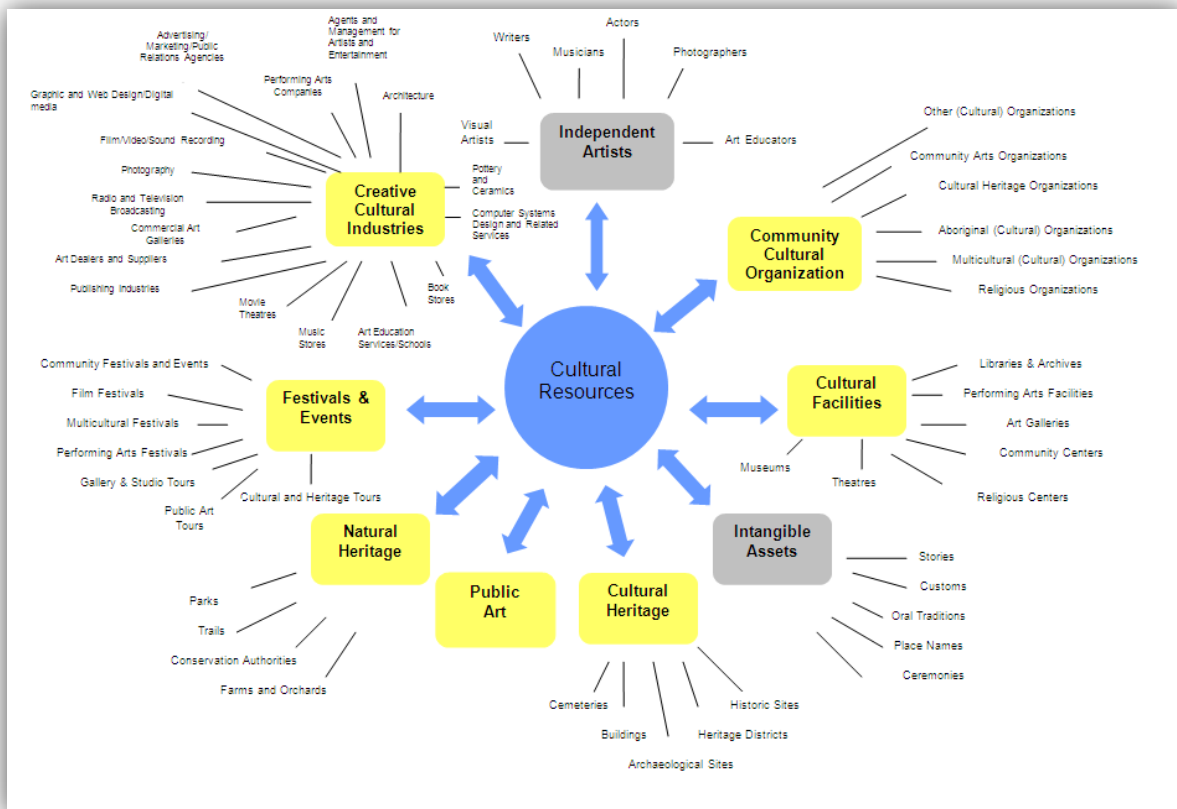 Advertising/
Marketing/Public
Relations Agencies
Agents and
Management for
Artists and
Entertainment
Performing Arts
Companies
Architecture
Graphic and Web Design/Digital
media
Film/Video/Sound Recording
Photography
Radio and Television
Broadcasting
Commercial Art
Galleries
Art Dealers and Suppliers
Publishing Industries
Movie
Theatres
Music
Stores
Art Education
Services/Schools
Book
Stores
Pottery
and
Ceramics
Computer Systems
Design and Related
Services
Creative
Cultural
Industries
Writers
Musicians
Actors
Photographers
Visual
Artists
Art Educators
Independent
Artists
Other (Cultural) Organizations
Community Arts Organizations
Cultural Heritage Organizations
Aboriginal (Cultural) Organizations
Multicultural (Cultural) Organizations
Religious Organizations
Community
Cultural
Organization
Cultural
Resources
Community Festivals and Events
Film Festivals
Multicultural Festivals
Performing Arts Festivals
Gallery & Studio Tours
Public Art
Tours
Cultural and Heritage Tours
Festivals &
Events
Cultural
Facilities
Libraries & Archives
Performing Arts Facilities
Art Galleries
Community Centers
Religious Centers
Museums
Theatres
Natural
Heritage
Parks
Trails
Conservation Authorities
Farms and Orchards
Public
Art
Cultural
Heritage
Cemeteries
Buildings
Archaeological Sites
Heritage Districts
Historic Sites
Intangible
Assets
Stories
Customs
Oral Traditions
Place Names
Ceremonies